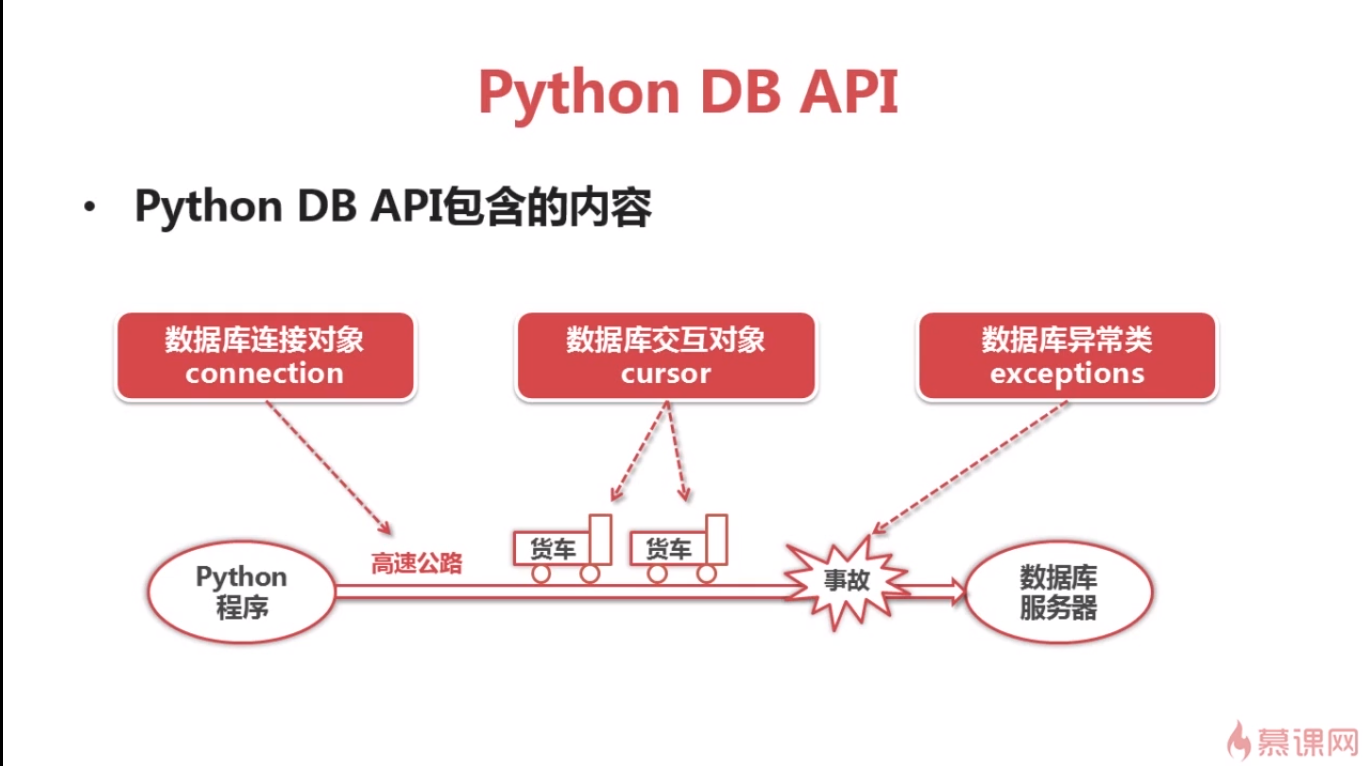 Python DB API
• Python DB API包含的内容
数据库连接对象
connection
数据库交互对象
cursor
数据库异常类
exceptions
Python
程序
高速公路
货车
货车
事故
数据库
服务器
慕课网